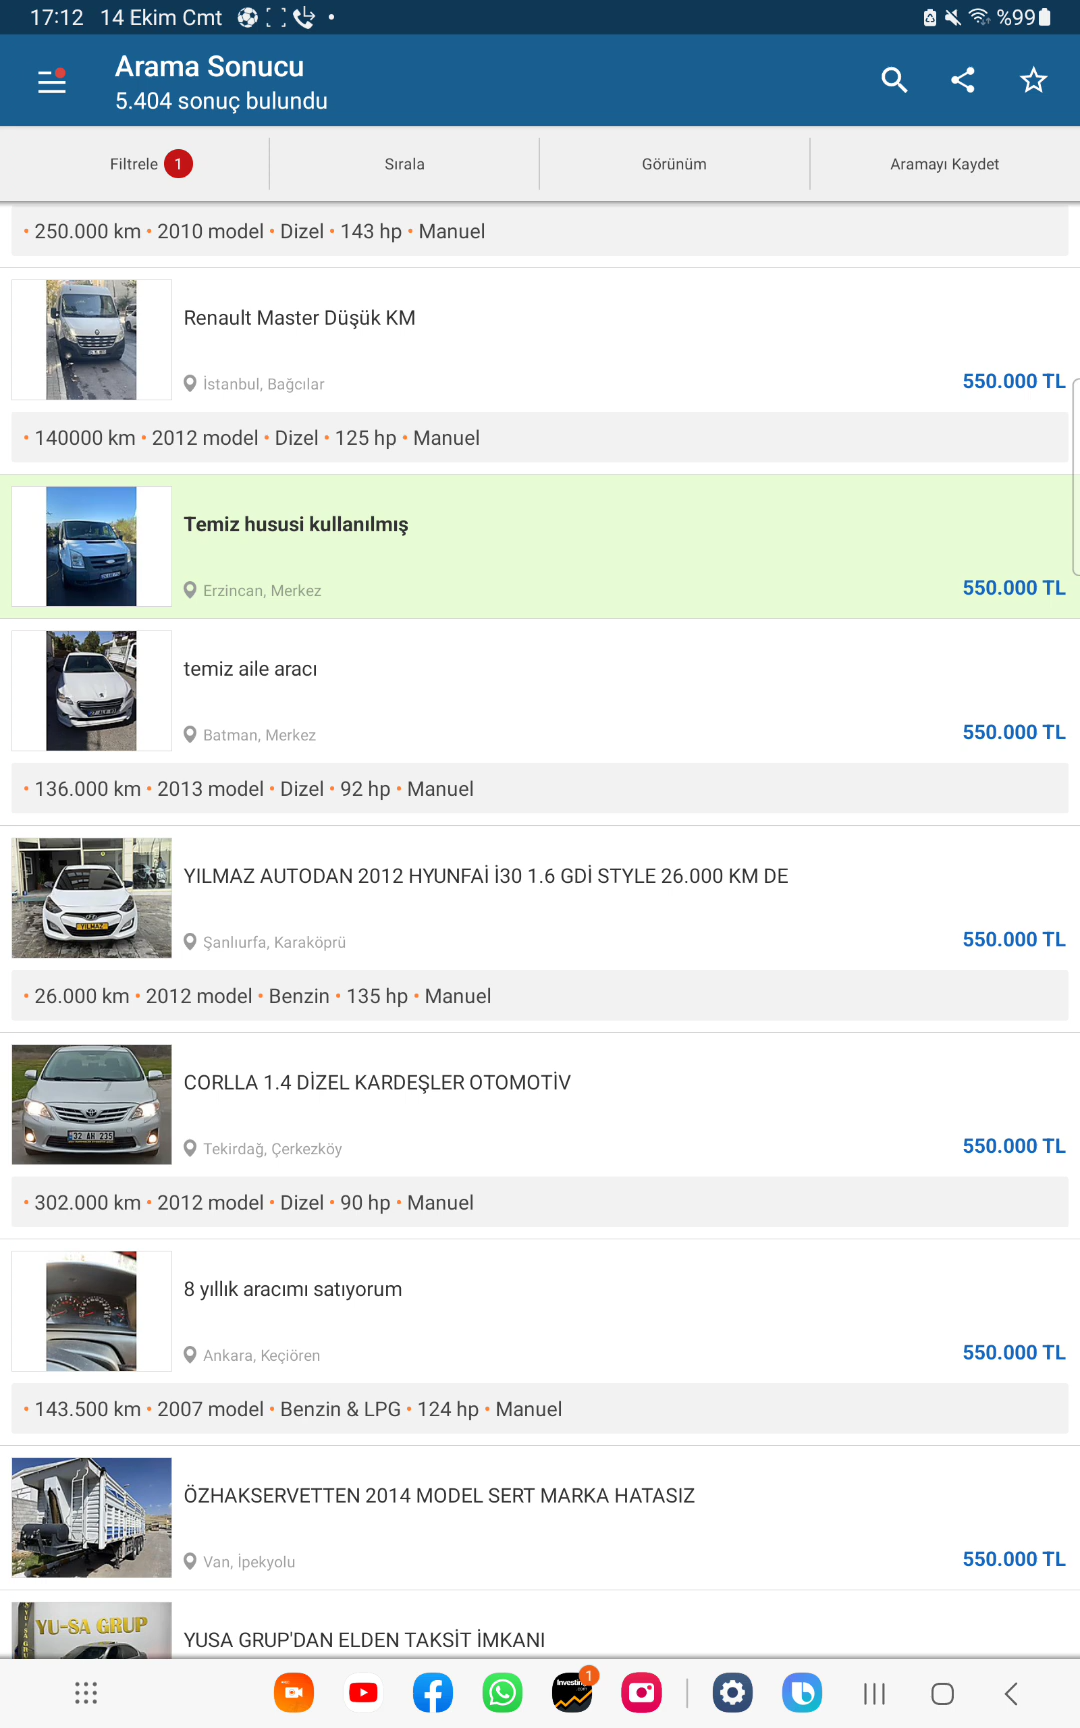 17:12 14 Ekim Cmt
%99
Arama Sonucu
5.404 sonuç bulundu
Filtrele 1
Sırala
Görünüm
Aramayı Kaydet
• 250.000 km • 2010 model • Dizel • 143 hp • Manuel
Renault Master Düşük KM
İstanbul, Bağcılar
550.000 TL
• 140000 km • 2012 model • Dizel • 125 hp • Manuel
Temiz hususi kullanılmış
Erzincan, Merkez
550.000 TL
temiz aile aracı
Batman, Merkez
550.000 TL
• 136.000 km • 2013 model • Dizel • 92 hp • Manuel
YILMAZ
YILMAZ AUTODAN 2012 HYUNFAİ İ30 1.6 GDİ STYLE 26.000 KM DE
Şanlıurfa, Karaköprü
550.000 TL
• 26.000 km • 2012 model • Benzin • 135 hp • Manuel
32 AH 235
CORLLA 1.4 DİZEL KARDEŞLER OTOMOTİV
Tekirdağ, Çerkezköy
550.000 TL
• 302.000 km • 2012 model • Dizel • 90 hp • Manuel
8 yıllık aracımı satıyorum
Ankara, Keçiören
550.000 TL
• 143.500 km • 2007 model • Benzin & LPG • 124 hp • Manuel
ÖZHAKSERVETTEN 2014 MODEL SERT MARKA HATASIZ
Van, İpekyolu
550.000 TL
YU-SA GRUP
YUSA GRUP'DAN ELDEN TAKSİT İMKANI
1